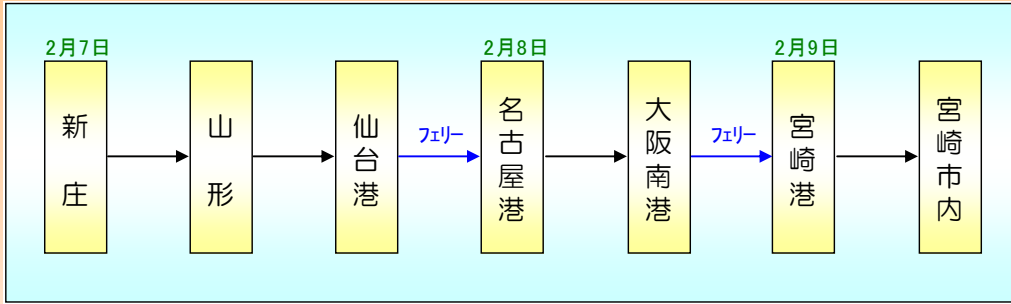 2月7日
2月8日
2月9日
新庄
山形
仙台港
フェリー
名古屋港
大阪南港
フェリー
宮崎港
宮崎市内